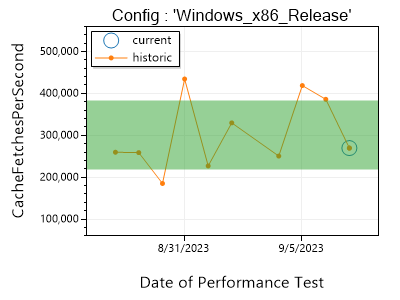 Config : 'Windows_x86_Release'
current
historic
500,000
400,000
300,000
200,000
100,000
CacheFetchesPerSecond
8/31/2023
9/5/2023
Date of Performance Test